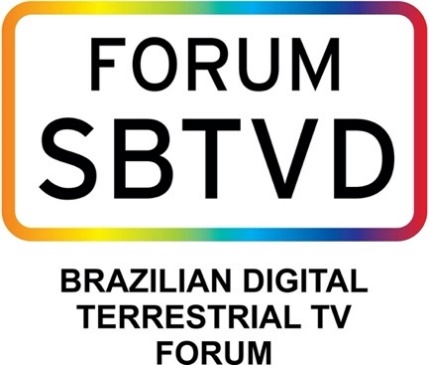 FORUM
SBTVD
BRAZILIAN DIGITAL
TERRESTRIAL TV
FORUM